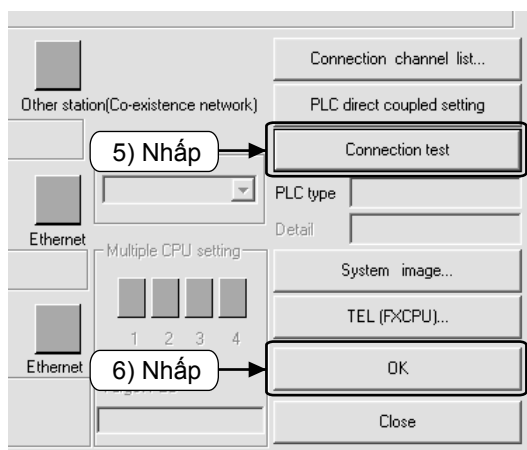 Connection channel list...
Other station(Co-existence network)
PLC direct coupled setting
5) Nhấp
Connection test
PLC type
Detail
Ethernet
Multiple CPU setting
System image...
TEL (FXCPU)...
1 2 3 4
Ethernet
6) Nhấp
OK
Close